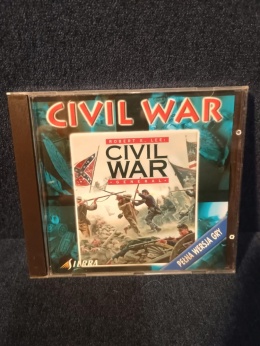 CIVIL WAR
ROBERT E. LEE:
CIVIL
WAR
GENERAL
SIERRA
PEŁNA WERSJA GRY